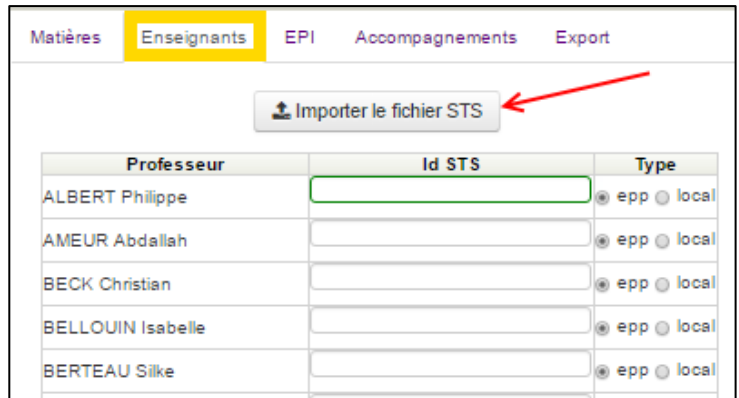 Matières Enseignants EPI Accompagnements Export
Importer le fichier STS
Professeur Id STS Type
ALBERT Philippe epp local
AMEUR Abdallah epp local
BECK Christian epp local
BELLOUIN Isabelle epp local
BERTEAU Silke epp local